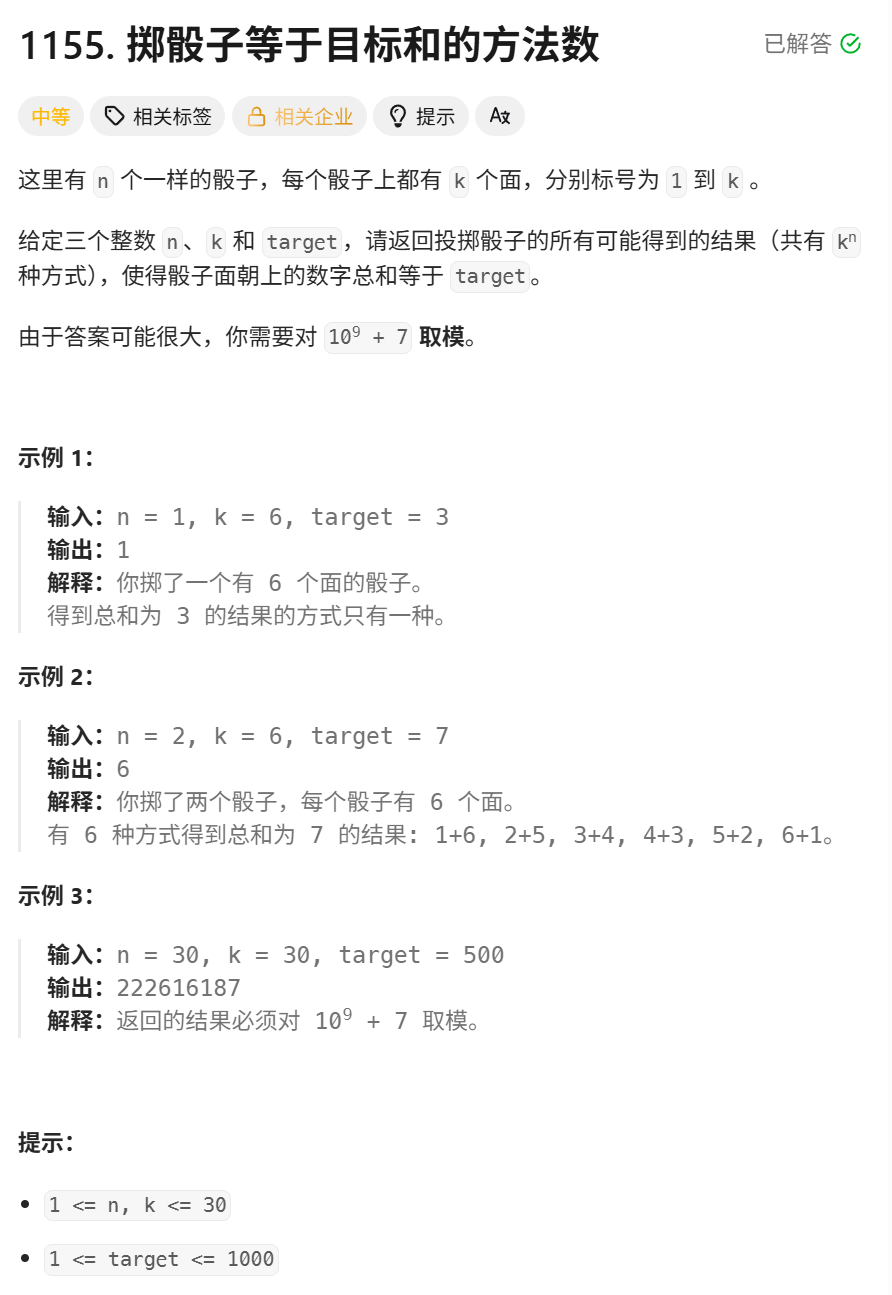 1155. 掷骰子等于目标和的方法数
已解答
中等 相关标签 相关企业 提示 Ax
这里有 n 个一样的骰子，每个骰子上都有 k 个面，分别标号为 1 到 k 。
给定三个整数 n、k 和 target，请返回投掷骰子的所有可能得到的结果（共有 kⁿ
种方式），使得骰子面朝上的数字总和等于 target。
由于答案可能很大，你需要对 10⁹ + 7 取模。
示例 1：
输入：n = 1, k = 6, target = 3
输出：1
解释：你掷了一个有 6 个面的骰子。
得到总和为 3 的结果的方式只有一种。
示例 2：
输入：n = 2, k = 6, target = 7
输出：6
解释：你掷了两个骰子，每个骰子有 6 个面。
有 6 种方式得到总和为 7 的结果: 1+6, 2+5, 3+4, 4+3, 5+2, 6+1。
示例 3：
输入：n = 30, k = 30, target = 500
输出：222616187
解释：返回的结果必须对 10⁹ + 7 取模。
提示：
• 1 <= n, k <= 30
• 1 <= target <= 1000